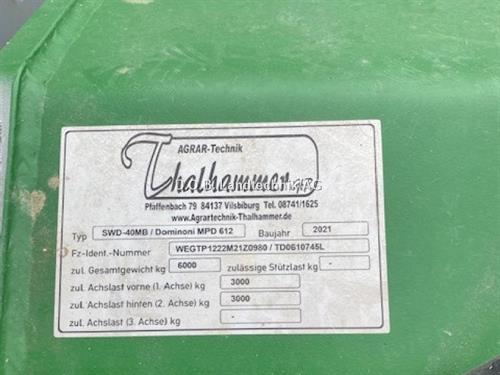 AGRAR-Technik
Thalhammer
D.C.B. Landtechnik AG
Pfaffenbach 79 84137 Vilsbiburg Tel. 08741/1625
www.Agrartechnik-Thalhammer.de
Typ SWD-40MB / Dominoni MPD 612 Baujahr 2021
Fz-Ident.-Nummer WEGTP1222M21Z0980 / TD0610745L
zul. Gesamtgewicht kg 6000 zulässige Stützlast kg -
zul. Achslast vorne (1. Achse) kg 3000
zul. Achslast hinten (2. Achse) kg 3000
zul. Achslast (3. Achse) kg -